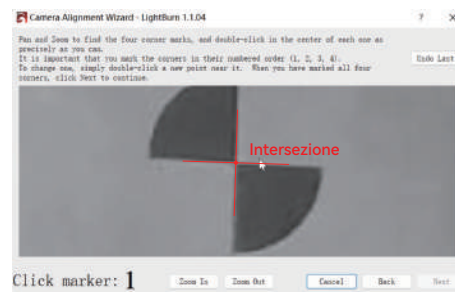 Camera Alignment Wizard - LightBurn 1.1.04
? X
Pan and Zoom to find the four corner marks, and double-click in the center of each one as
precisely as you can.
It is important that you mark the corners in their numbered order (1, 2, 3, 4).
To change one, simply double-click a new point near it. When you have marked all four
corners, click Next to continue.
Undo Last
Intersezione
Click marker: 1
Zoom In
Zoom Out
Cancel
Back
Next